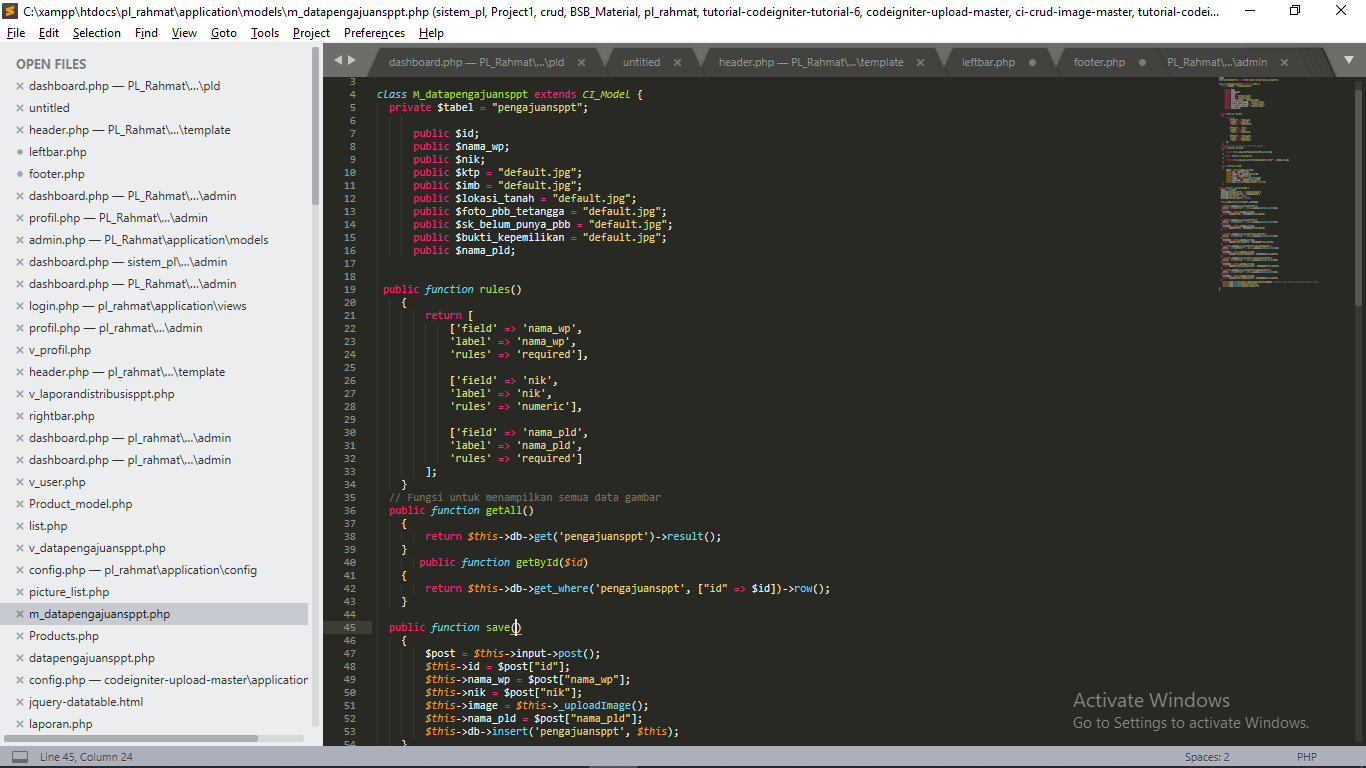 C:\xampp\htdocs\pl_rahmat\application\models\m_datapengajuansppt.php (sistem_pl, Project1, crud, BSB_Material, pl_rahmat, tutorial-codeigniter-tutorial-6, codeigniter-upload-master, ci-crud-image-master, tutorial-codei...
File Edit Selection Find View Goto Tools Project Preferences Help
OPEN FILES
dashboard.php — PL_Rahmat\...\pld
untitled
header.php — PL_Rahmat\...\template
leftbar.php
footer.php
dashboard.php — PL_Rahmat\...\admin
profil.php — PL_Rahmat\...\admin
admin.php — PL_Rahmat\application\models
dashboard.php — sistem_pl\...\admin
dashboard.php — PL_Rahmat\...\admin
login.php — pl_rahmat\application\views
profil.php — pl_rahmat\...\admin
v_profil.php
header.php — pl_rahmat\...\template
v_laporandistribusisppt.php
rightbar.php
dashboard.php — pl_rahmat\...\admin
dashboard.php — pl_rahmat\...\admin
v_user.php
Product_model.php
list.php
v_datapengajuansppt.php
config.php — pl_rahmat\application\config
picture_list.php
m_datapengajuansppt.php
Products.php
datapengajuansppt.php
config.php — codeigniter-upload-master\application
jquery-datatable.html
laporan.php
dashboard.php — PL_Rahmat\...\pld untitled header.php — PL_Rahmat\...\template leftbar.php footer.php PL_Rahmat\...\admin
3
4 class M_datapengajuansppt extends CI_Model {
5 private $tabel = "pengajuansppt";
6
7 public $id;
8 public $nama_wp;
9 public $nik;
10 public $ktp = "default.jpg";
11 public $imb = "default.jpg";
12 public $lokasi_tanah = "default.jpg";
13 public $foto_pbb_tetangga = "default.jpg";
14 public $sk_belum_punya_pbb = "default.jpg";
15 public $bukti_kepemilikan = "default.jpg";
16 public $nama_pld;
17
18
19 public function rules()
20 {
21 return [
22 ['field' => 'nama_wp',
23 'label' => 'nama_wp',
24 'rules' => 'required'],
25
26 ['field' => 'nik',
27 'label' => 'nik',
28 'rules' => 'numeric'],
29
30 ['field' => 'nama_pld',
31 'label' => 'nama_pld',
32 'rules' => 'required']
33 ];
34 }
35 // Fungsi untuk menampilkan semua data gambar
36 public function getAll()
37 {
38 return $this->db->get('pengajuansppt')->result();
39 }
40 public function getById($id)
41 {
42 return $this->db->get_where('pengajuansppt', ["id" => $id])->row();
43 }
44
45 public function save()
46 {
47 $post = $this->input->post();
48 $this->id = $post["id"];
49 $this->nama_wp = $post["nama_wp"];
50 $this->nik = $post["nik"];
51 $this->image = $this->_uploadImage();
52 $this->nama_pld = $post["nama_pld"];
53 $this->db->insert('pengajuansppt', $this);
54 }
Activate Windows
Go to Settings to activate Windows.
Line 45, Column 24 Spaces: 2 PHP